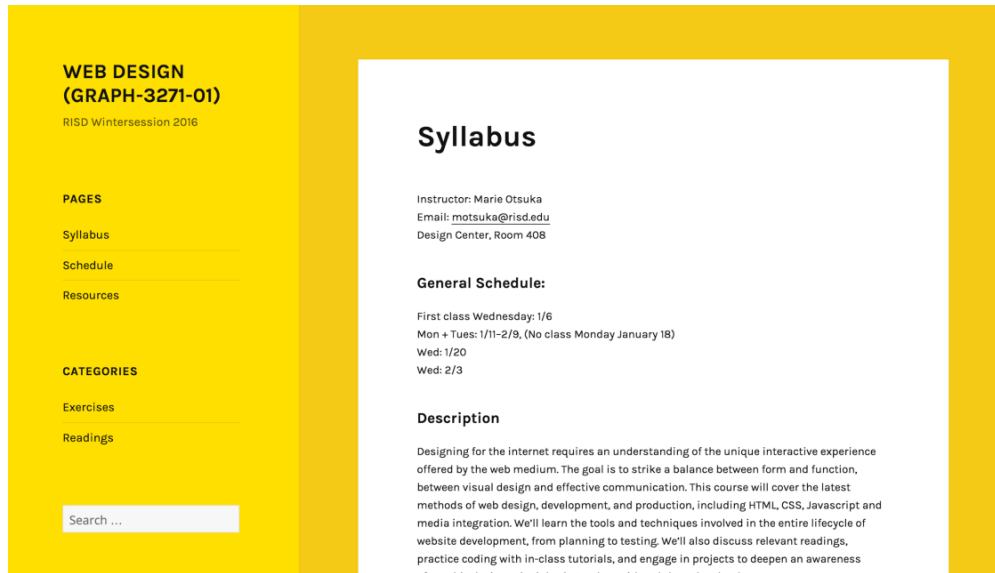 WEB DESIGN
(GRAPH-3271-01)
RISD Wintersession 2016
PAGES
Syllabus
Schedule
Resources
CATEGORIES
Exercises
Readings
Search ...
Syllabus
Instructor: Marie Otsuka
Email: motsuka@risd.edu
Design Center, Room 408
General Schedule:
First class Wednesday: 1/6
Mon + Tues: 1/11–2/9, (No class Monday January 18)
Wed: 1/20
Wed: 2/3
Description
Designing for the internet requires an understanding of the unique interactive experience
offered by the web medium. The goal is to strike a balance between form and function,
between visual design and effective communication. This course will cover the latest
methods of web design, development, and production, including HTML, CSS, Javascript and
media integration. We’ll learn the tools and techniques involved in the entire lifecycle of
website development, from planning to testing. We’ll also discuss relevant readings,
practice coding with in-class tutorials, and engage in projects to deepen an awareness